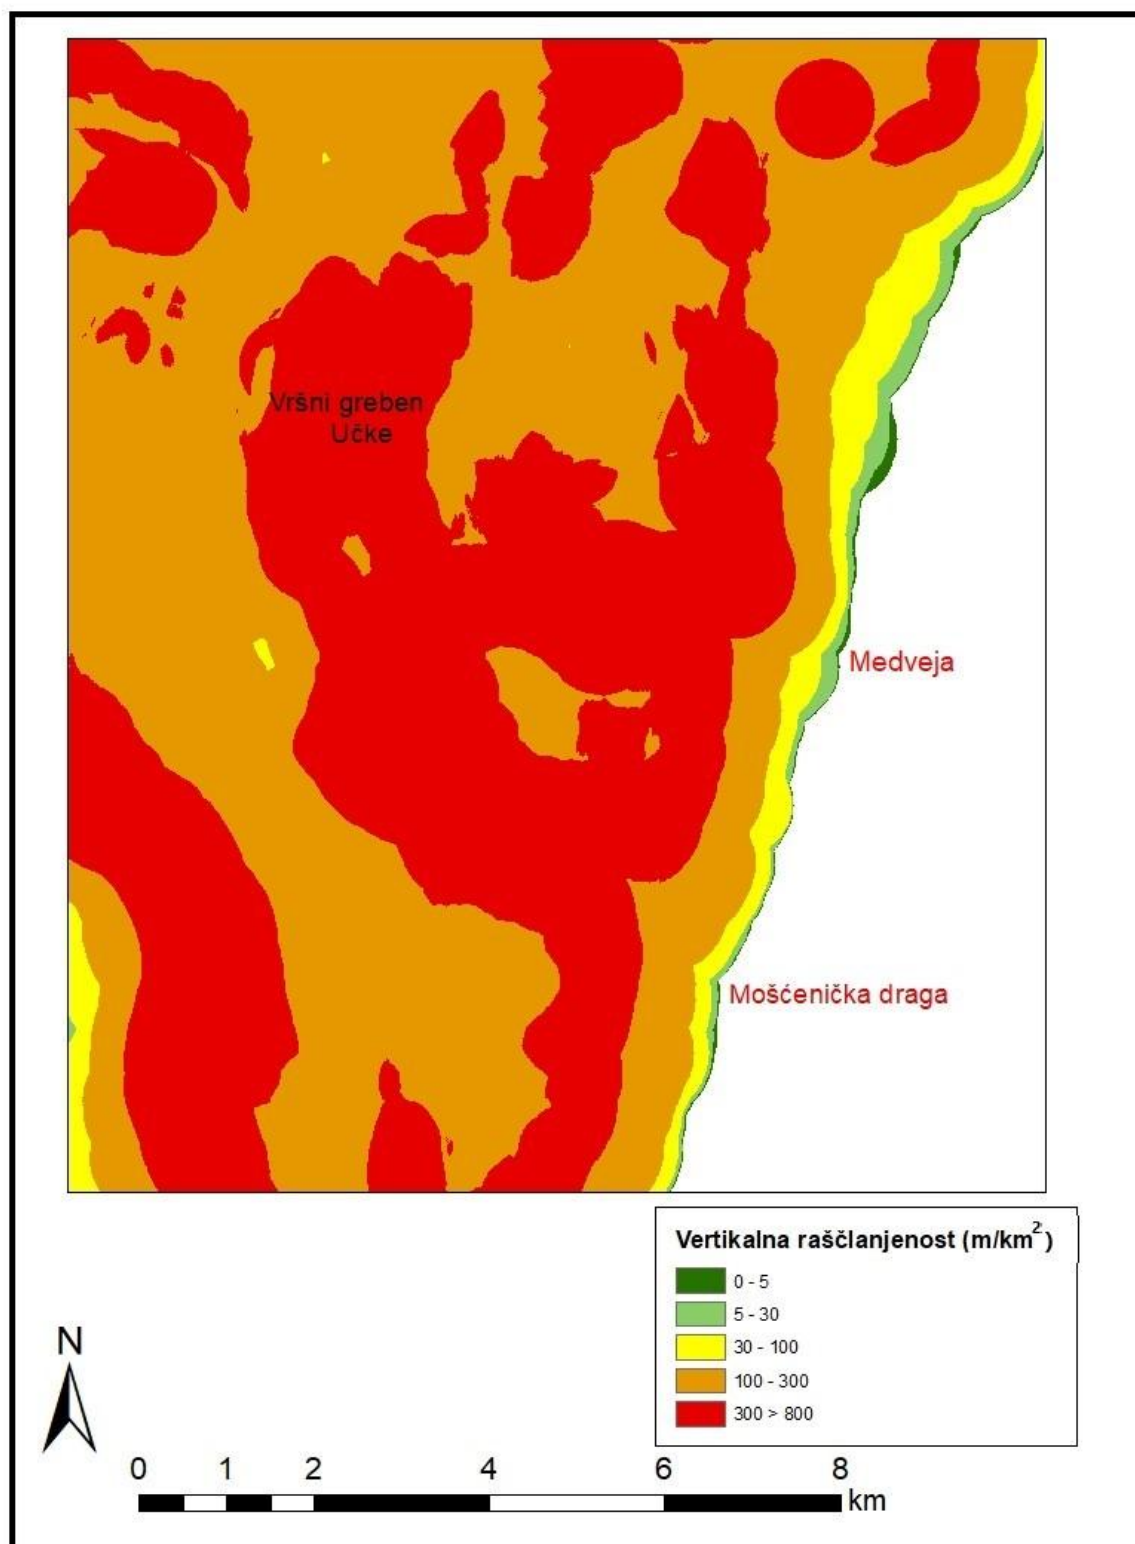 Vršni greben
Učke
Medveja
Mošćenička draga
Vertikalna raščlanjenost (m/km²)
0 - 5
5 - 30
30 - 100
100 - 300
300 > 800
N
0 1 2 4 6 8
km